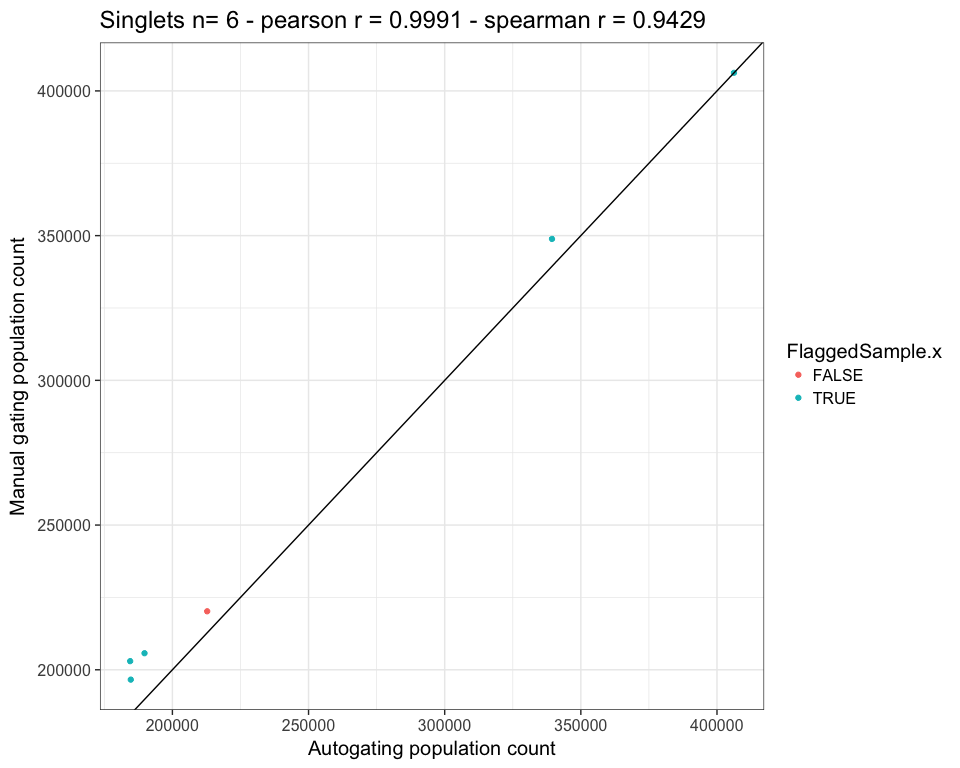 Singlets n= 6 - pearson r = 0.9991 - spearman r = 0.9429
Manual gating population count
400000
350000
300000
250000
200000
200000
250000
300000
350000
400000
Autogating population count
FlaggedSample.x
FALSE
TRUE